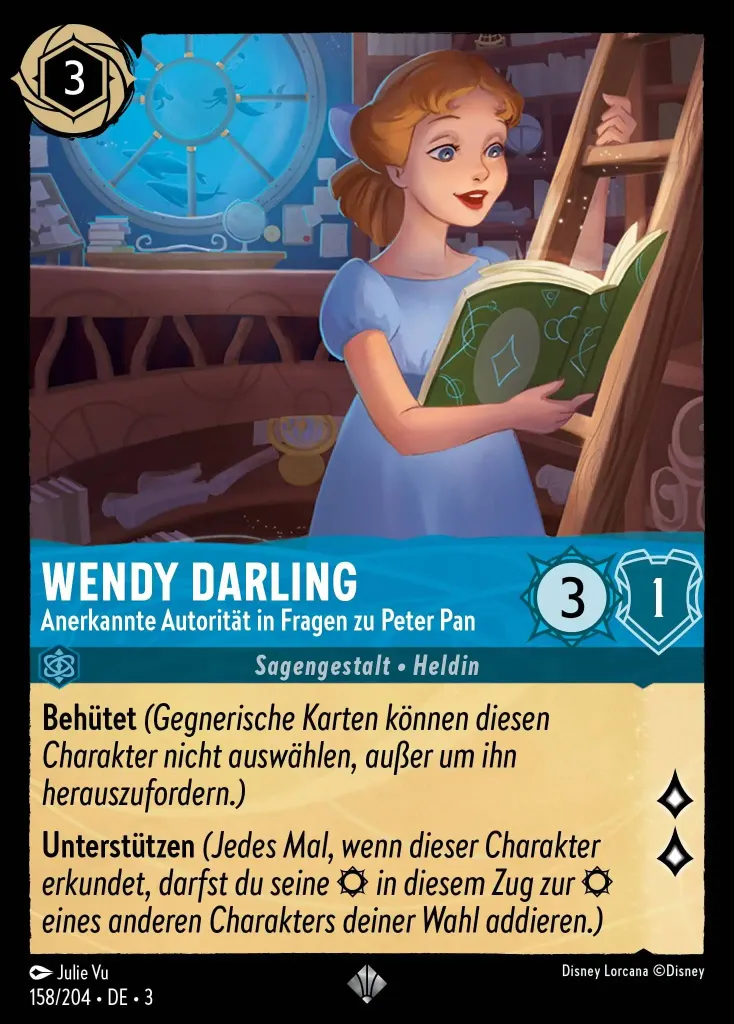 3
WENDY DARLING
Anerkannte Autorität in Fragen zu Peter Pan
3
1
Sagengestalt • Heldin
Behütet (Gegnerische Karten können diesen
Charakter nicht auswählen, außer um ihn
herauszufordern.)
Unterstützen (Jedes Mal, wenn dieser Charakter
erkundet, darfst du seine in diesem Zug zur
eines anderen Charakters deiner Wahl addieren.)
Julie Vu
Disney Lorcana ©Disney
158/204 • DE • 3